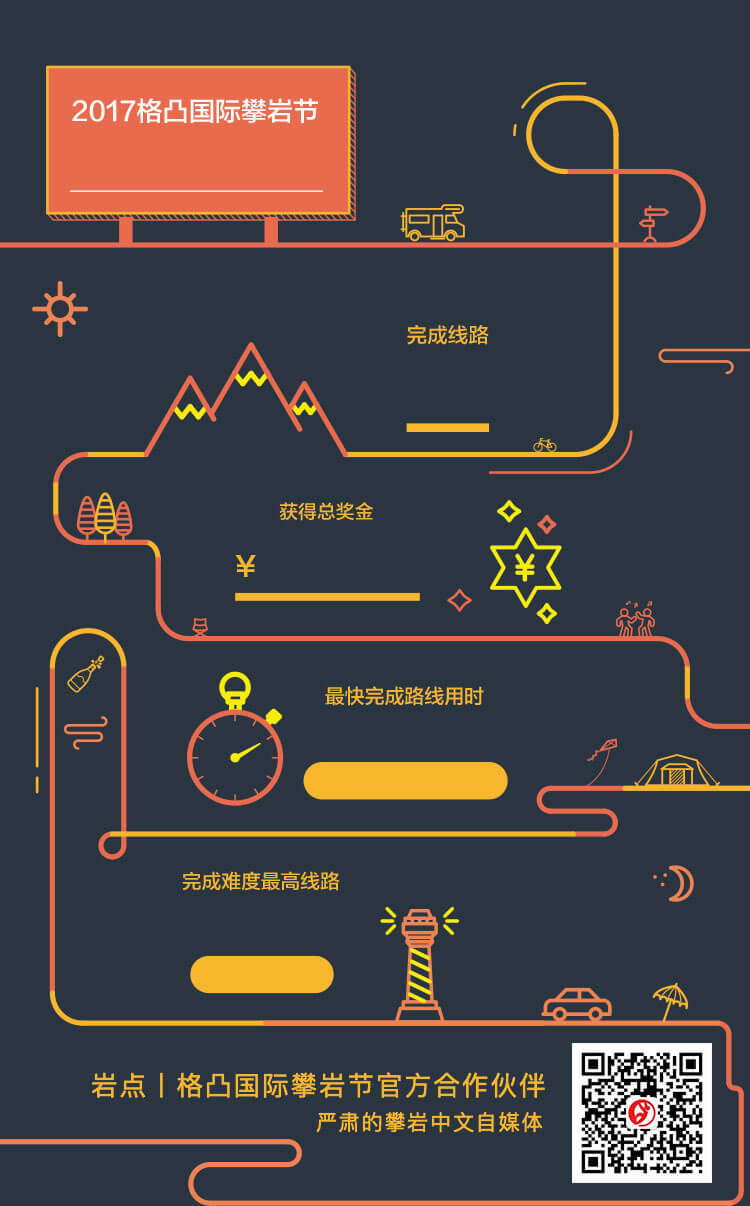 2017格凸国际攀岩节
完成线路
获得总奖金
¥
¥
最快完成路线用时
完成难度最高线路
岩点丨格凸国际攀岩节官方合作伙伴
严肃的攀岩中文自媒体